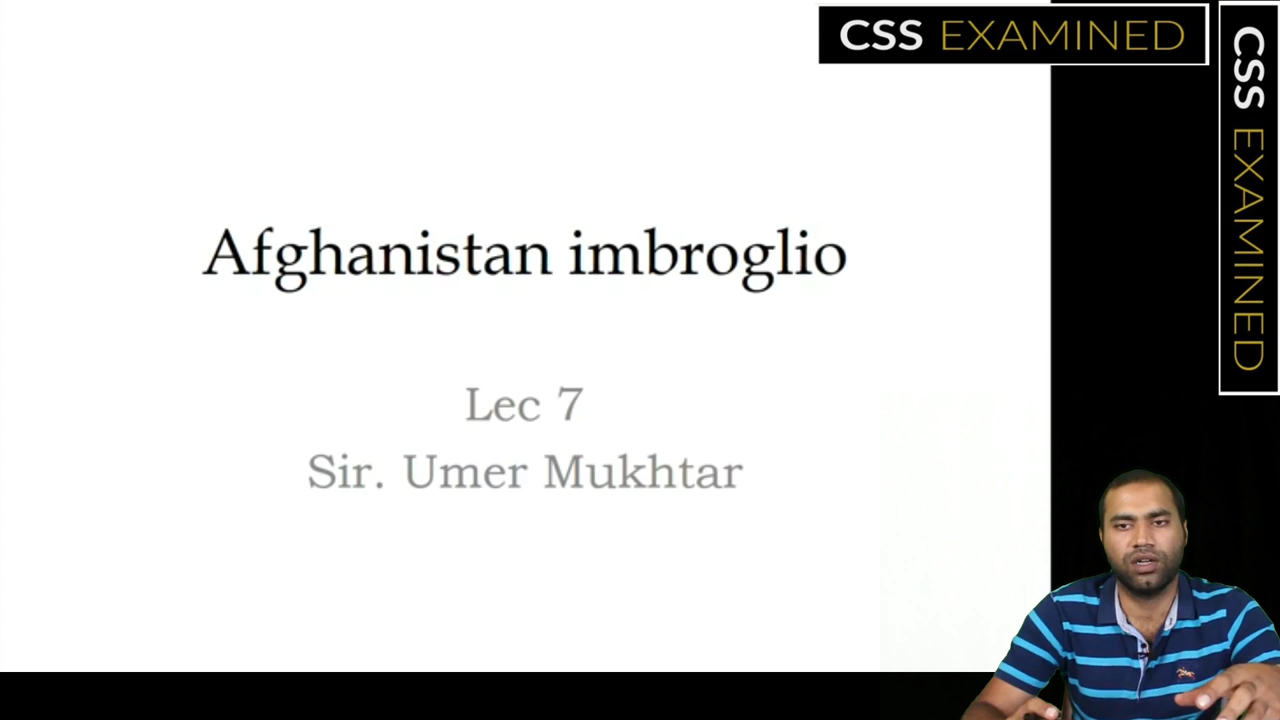 CSS EXAMINED
CSS EXAMINED
Afghanistan imbroglio
Lec 7
Sir. Umer Mukhtar